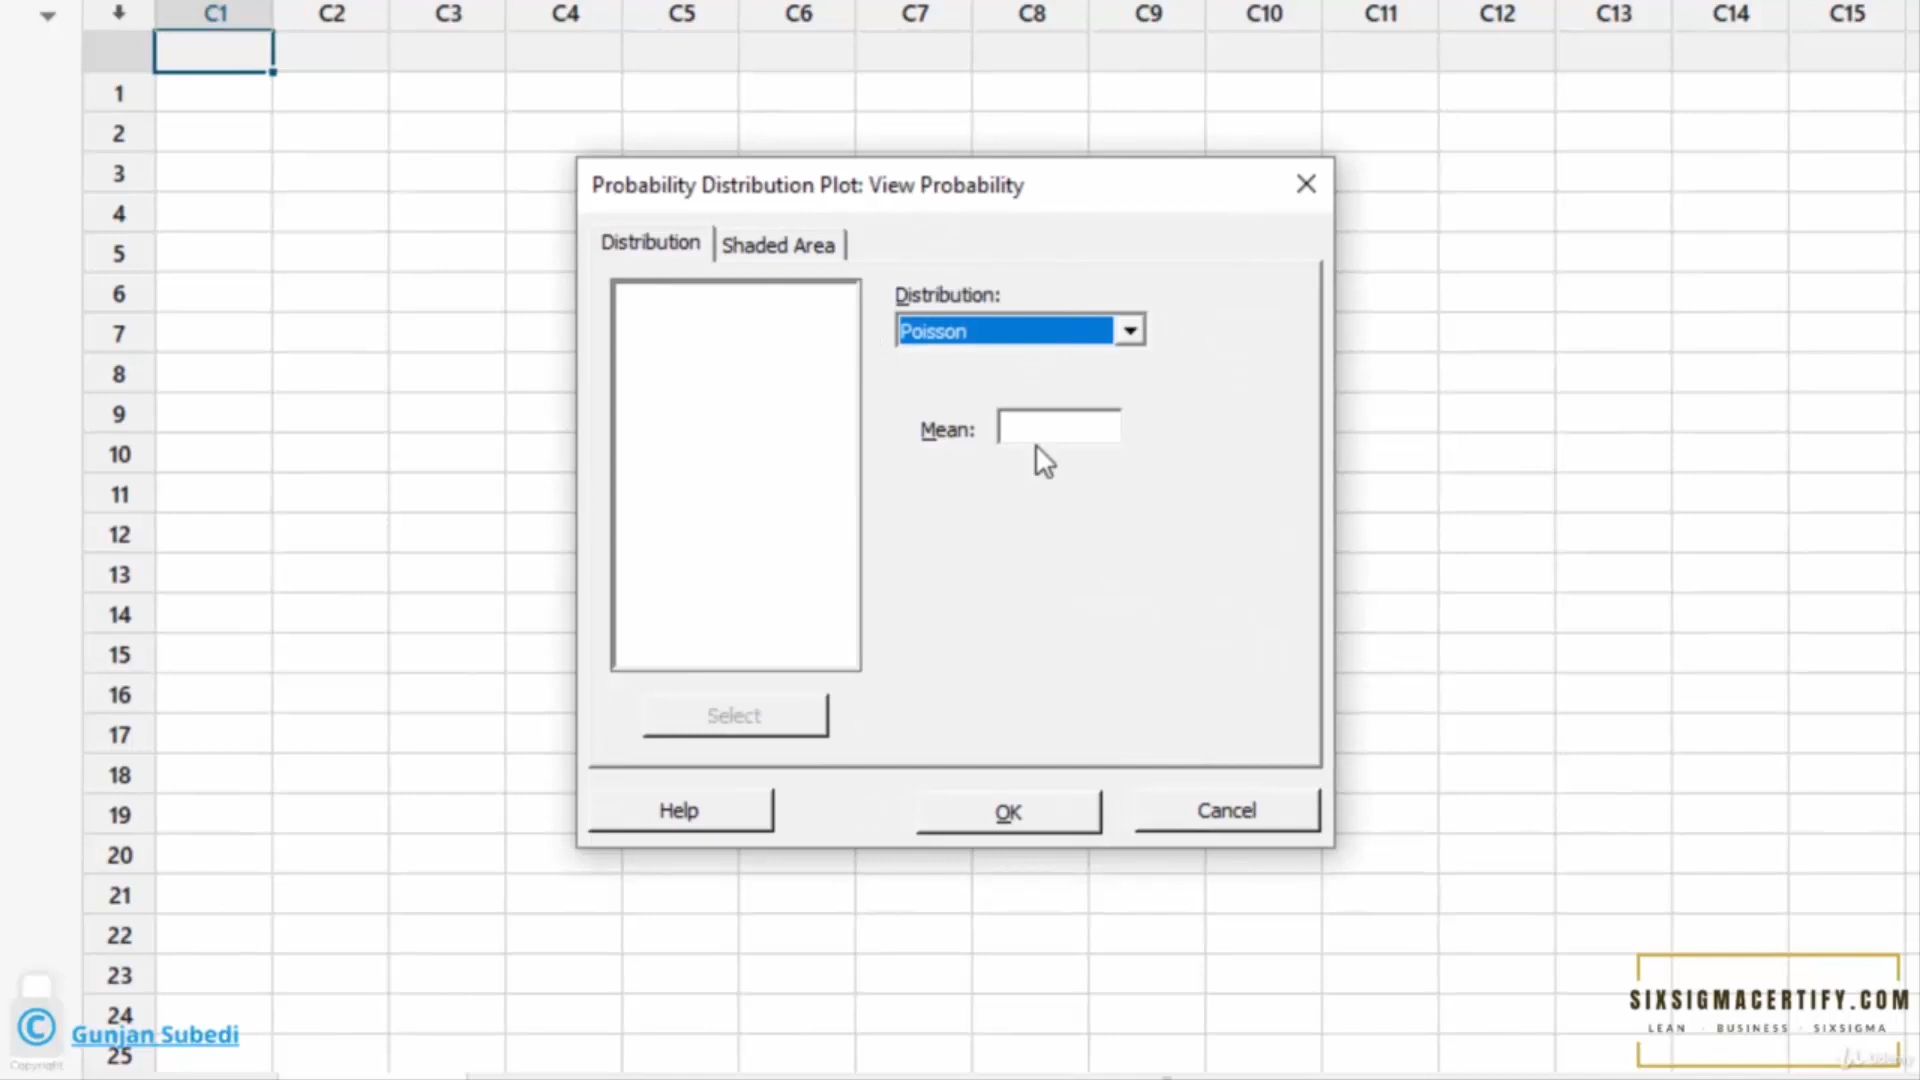 C1 C2 C3 C4 C5 C6 C7 C8 C9 C10 C11 C12 C13 C14 C15
1
2
3
4
5
6
7
8
9
10
11
12
13
14
15
16
17
18
19
20
21
22
23
24
25
Probability Distribution Plot: View Probability
Distribution Shaded Area
Distribution:
Poisson
Mean:
Select
Help OK Cancel
© Gunjan Subedi
Copyright
SIXSIGMACERTIFY.COM
LEAN · BUSINESS · SIXSIGMA
Udemy